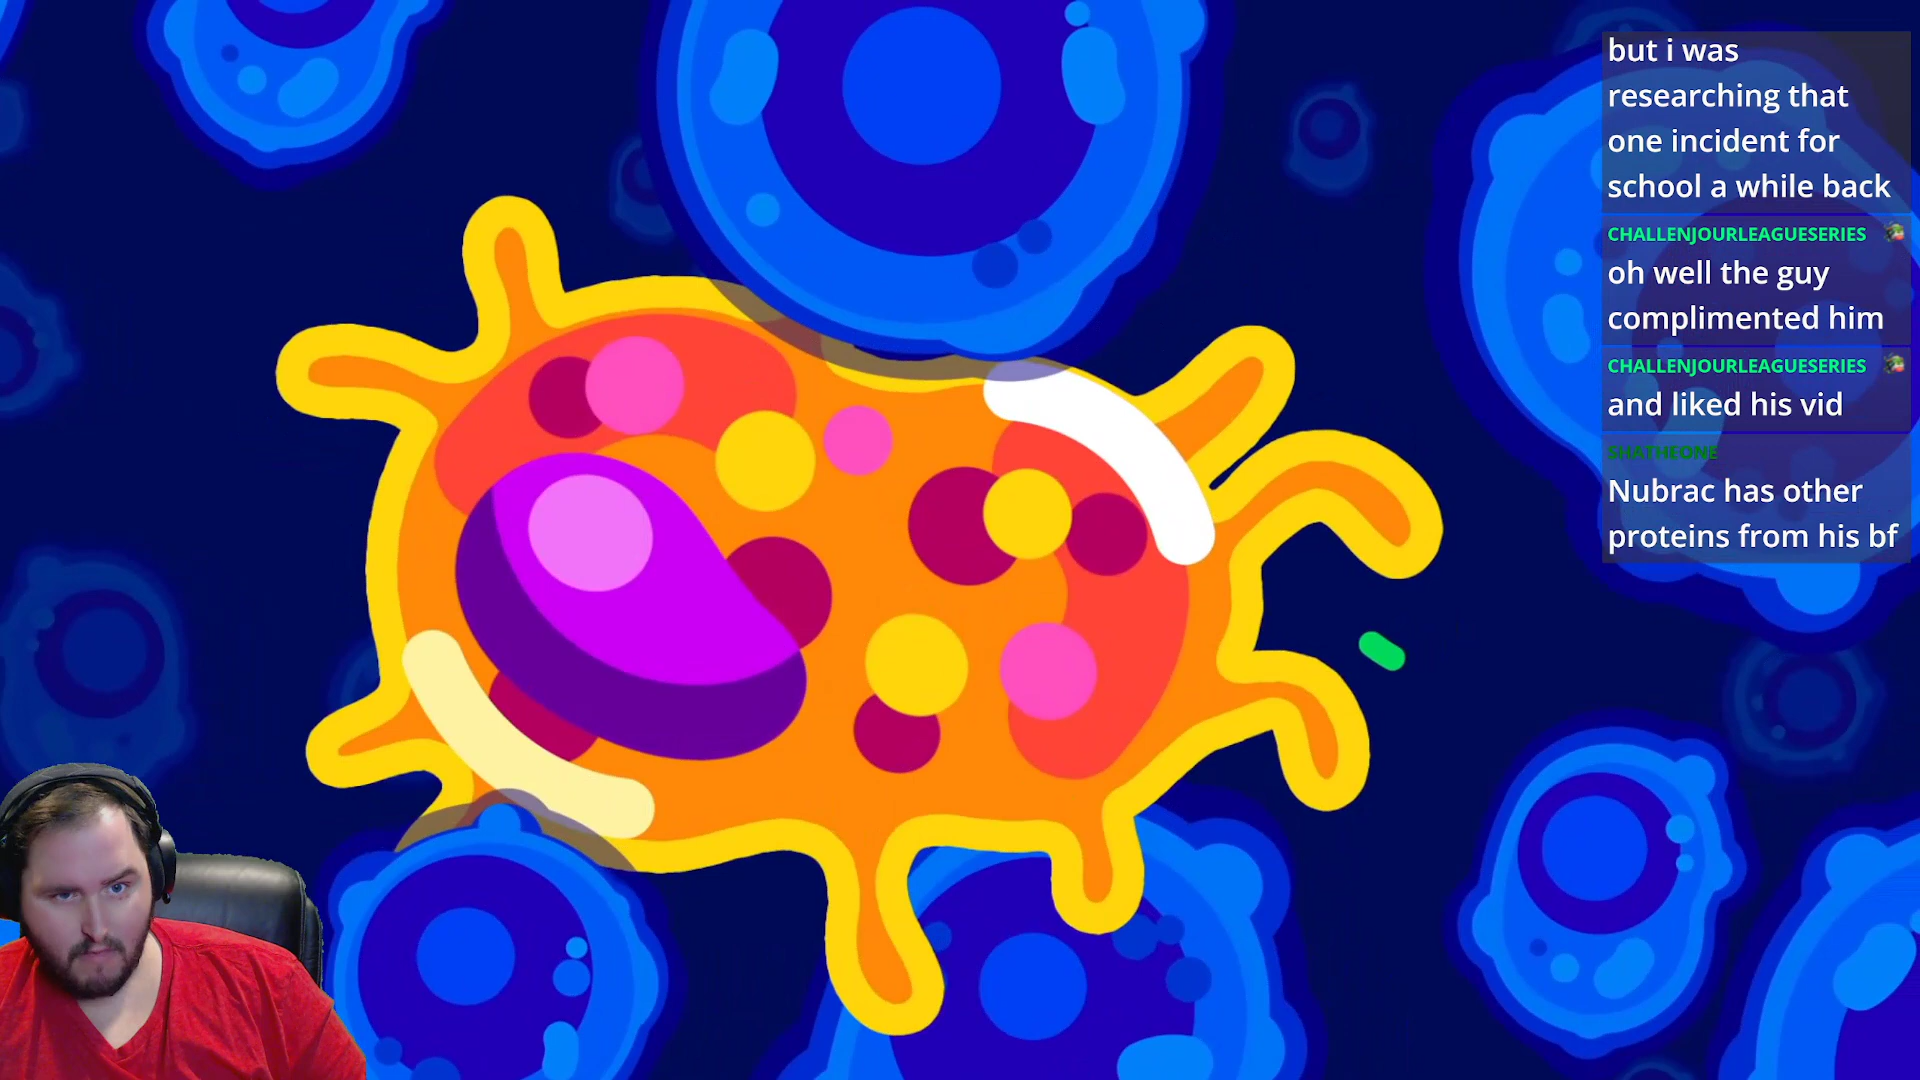 but i was
researching that
one incident for
school a while back
CHALLENJOURLEAGUESERIES
oh well the guy
complimented him
CHALLENJOURLEAGUESERIES
and liked his vid
SHATHEONE
Nubrac has other
proteins from his bf